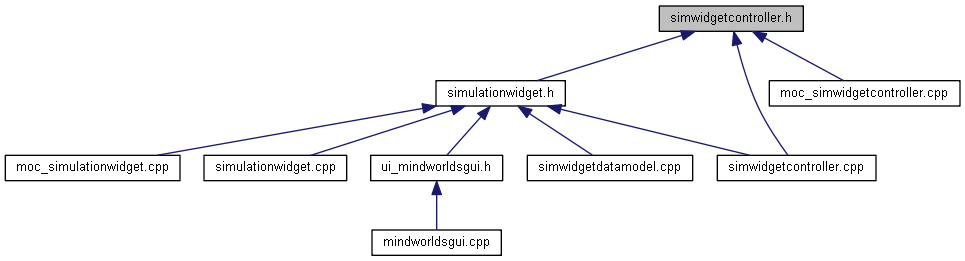 simwidgetcontroller.h
simulationwidget.h
moc_simwidgetcontroller.cpp
moc_simulationwidget.cpp
simulationwidget.cpp
ui_mindworldsgui.h
simwidgetdatamodel.cpp
simwidgetcontroller.cpp
mindworldsgui.cpp